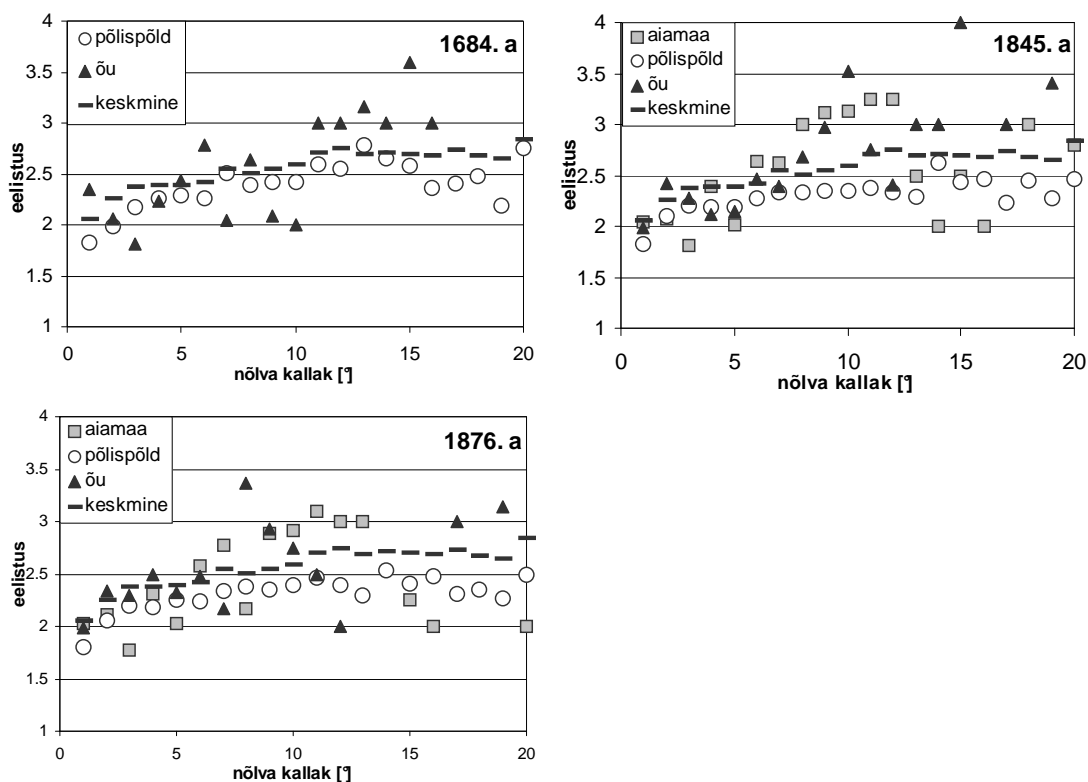 1684. a
põlispõld
õu
keskmine
eelistus
4
3.5
3
2.5
2
1.5
1
0 5 10 15 20
nõlva kallak [°]
1845. a
aiamaa
põlispõld
õu
keskmine
eelistus
4
3.5
3
2.5
2
1.5
1
0 5 10 15 20
nõlva kallak [°]
1876. a
aiamaa
põlispõld
õu
keskmine
eelistus
4
3.5
3
2.5
2
1.5
1
0 5 10 15 20
nõlva kallak [°]